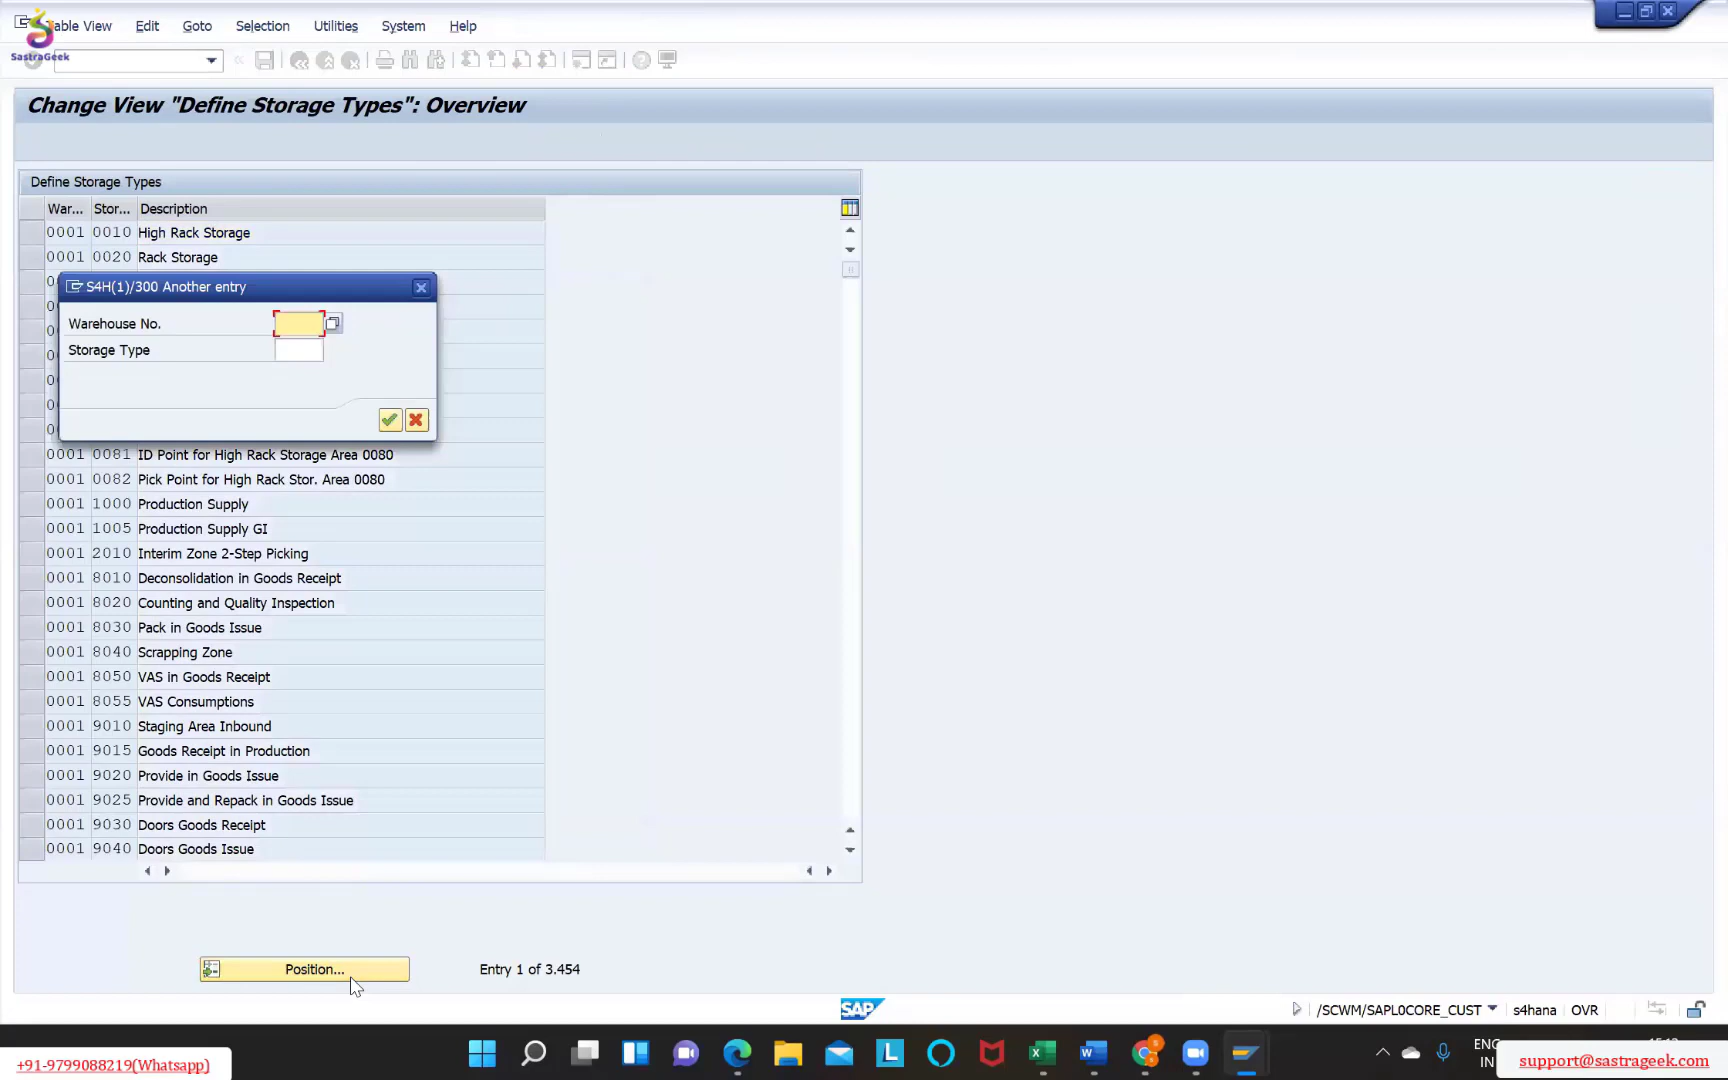 Table View Edit Goto Selection Utilities System Help
SastraGeek
Change View "Define Storage Types": Overview
Define Storage Types
War... Stor... Description
0001 0010 High Rack Storage
0001 0020 Rack Storage
S4H(1)/300 Another entry
Warehouse No.
Storage Type
0001 0081 ID Point for High Rack Storage Area 0080
0001 0082 Pick Point for High Rack Stor. Area 0080
0001 1000 Production Supply
0001 1005 Production Supply GI
0001 2010 Interim Zone 2-Step Picking
0001 8010 Deconsolidation in Goods Receipt
0001 8020 Counting and Quality Inspection
0001 8030 Pack in Goods Issue
0001 8040 Scrapping Zone
0001 8050 VAS in Goods Receipt
0001 8055 VAS Consumptions
0001 9010 Staging Area Inbound
0001 9015 Goods Receipt in Production
0001 9020 Provide in Goods Issue
0001 9025 Provide and Repack in Goods Issue
0001 9030 Doors Goods Receipt
0001 9040 Doors Goods Issue
Position... Entry 1 of 3.454
SAP /SCWM/SAPL0CORE_CUST s4hana OVR
ENG
IN
+91-9799088219(Whatsapp)
support@sastrageek.com